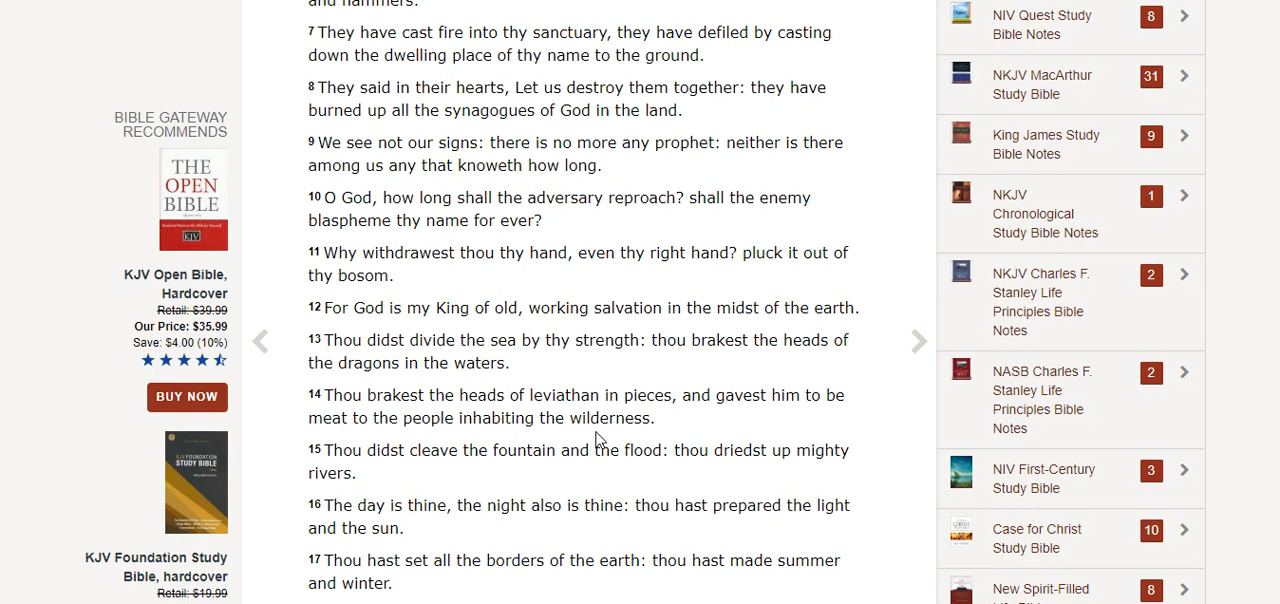 and hammers.
7 They have cast fire into thy sanctuary, they have defiled by casting
down the dwelling place of thy name to the ground.
8 They said in their hearts, Let us destroy them together: they have
burned up all the synagogues of God in the land.
9 We see not our signs: there is no more any prophet: neither is there
among us any that knoweth how long.
10 O God, how long shall the adversary reproach? shall the enemy
blaspheme thy name for ever?
11 Why withdrawest thou thy hand, even thy right hand? pluck it out of
thy bosom.
12 For God is my King of old, working salvation in the midst of the earth.
13 Thou didst divide the sea by thy strength: thou brakest the heads of
the dragons in the waters.
14 Thou brakest the heads of leviathan in pieces, and gavest him to be
meat to the people inhabiting the wilderness.
15 Thou didst cleave the fountain and the flood: thou driedst up mighty
rivers.
16 The day is thine, the night also is thine: thou hast prepared the light
and the sun.
17 Thou hast set all the borders of the earth: thou hast made summer
and winter.
BIBLE GATEWAY
RECOMMENDS
THE
OPEN
BIBLE
KJV
KJV Open Bible,
Hardcover
Retail: $39.99
Our Price: $35.99
Save: $4.00 (10%)
BUY NOW
KJV FOUNDATION
STUDY BIBLE
KJV Foundation Study
Bible, hardcover
Retail: $19.99
NIV Quest Study
Bible Notes
8
NKJV MacArthur
Study Bible
31
King James Study
Bible Notes
9
NKJV
Chronological
Study Bible Notes
1
NKJV Charles F.
Stanley Life
Principles Bible
Notes
2
NASB Charles F.
Stanley Life
Principles Bible
Notes
2
NIV First-Century
Study Bible
3
Case for Christ
Study Bible
10
New Spirit-Filled
8